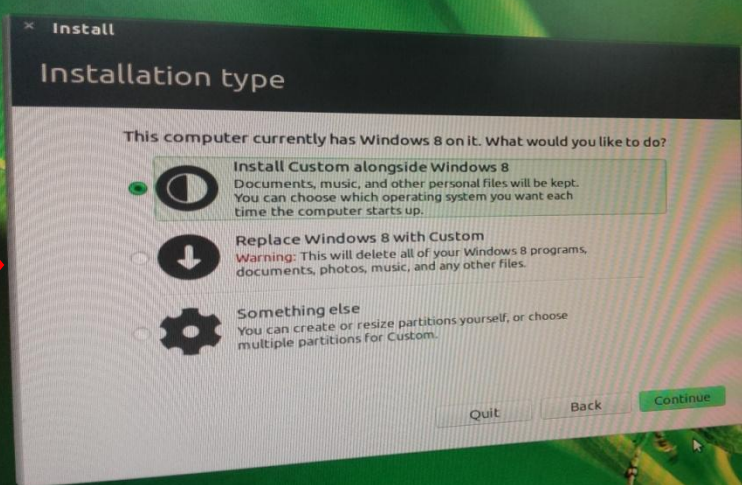 × Install
Installation type
This computer currently has Windows 8 on it. What would you like to do?
Install Custom alongside Windows 8
Documents, music, and other personal files will be kept.
You can choose which operating system you want each
time the computer starts up.
Replace Windows 8 with Custom
Warning: This will delete all of your Windows 8 programs,
documents, photos, music, and any other files.
Something else
You can create or resize partitions yourself, or choose
multiple partitions for Custom.
Quit Back Continue